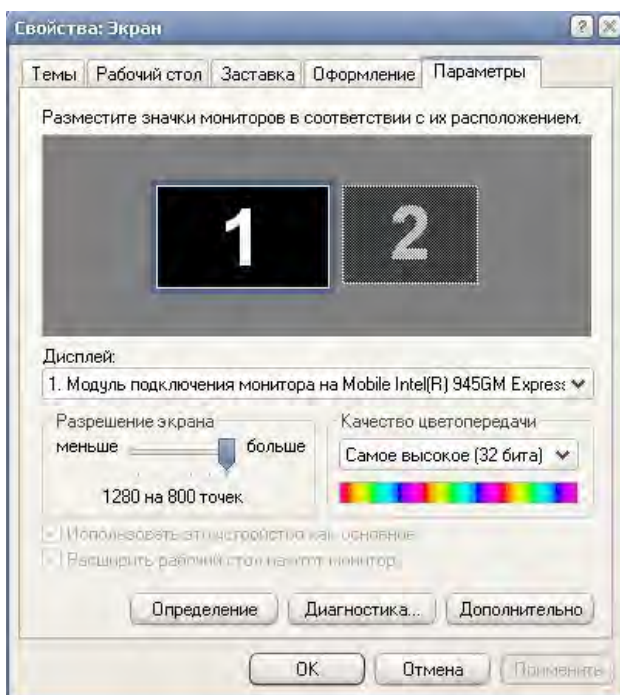 Свойства: Экран
Темы Рабочий стол Заставка Оформление Параметры
Разместите значки мониторов в соответствии с их расположением.
1 2
Дисплей:
1. Модуль подключения монитора на Mobile Intel(R) 945GM Express
Разрешение экрана
меньше больше
1280 на 800 точек
Качество цветопередачи
Самое высокое (32 бита)
Использовать это устройство как основное
Расширить рабочий стол на этот монитор
Определение Диагностика... Дополнительно
OK Отмена Применить